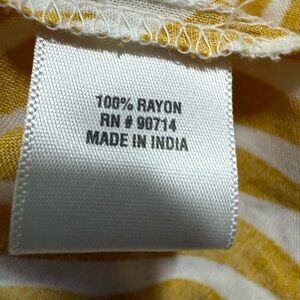 100% RAYON
RN # 90714
MADE IN INDIA